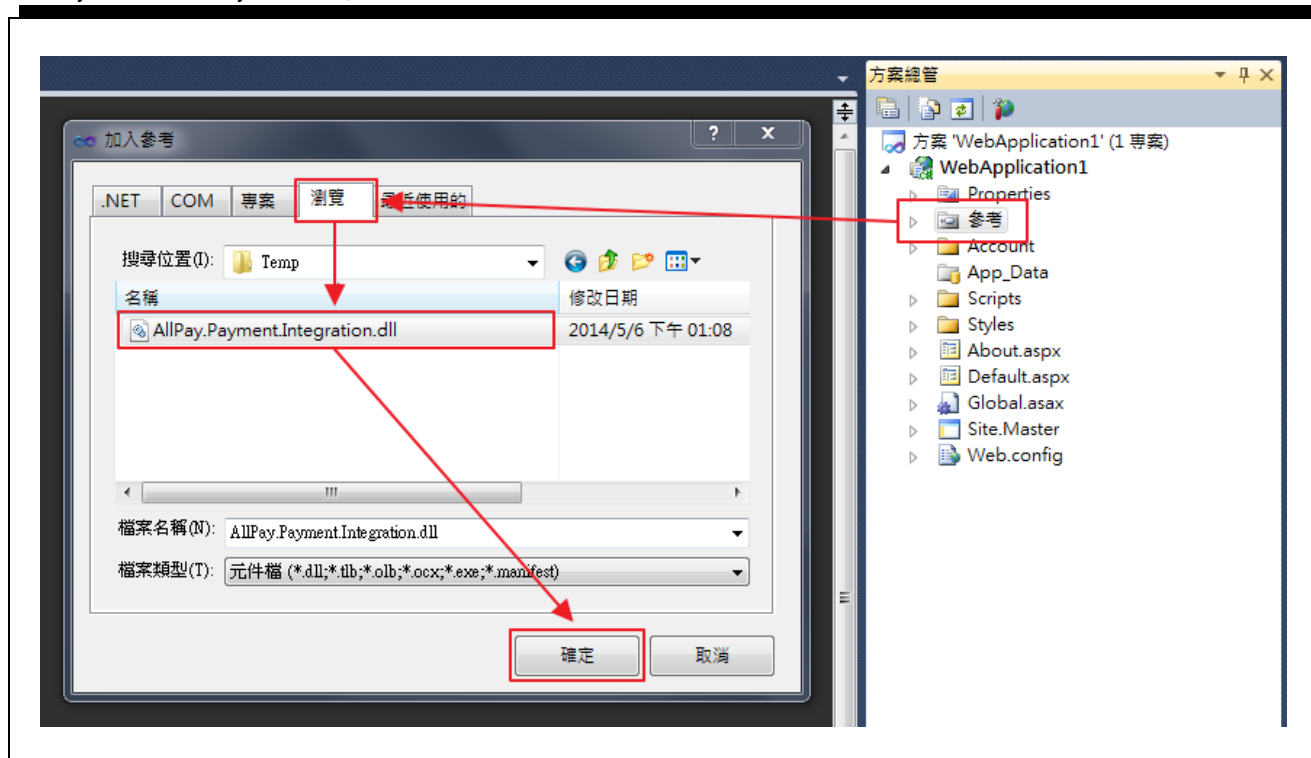 方案總管
加入參考
方案 'WebApplication1' (1 專案)
WebApplication1
.NET COM 專案 瀏覽 最近使用的
Properties
參考
Account
App_Data
Scripts
Styles
About.aspx
Default.aspx
Global.asax
Site.Master
Web.config
搜尋位置(I): Temp
名稱 修改日期
AllPay.Payment.Integration.dll 2014/5/6 下午 01:08
檔案名稱(N): AllPay.Payment.Integration.dll
檔案類型(T): 元件檔 (*.dll;*.tlb;*.olb;*.ocx;*.exe;*.manifest)
確定 取消